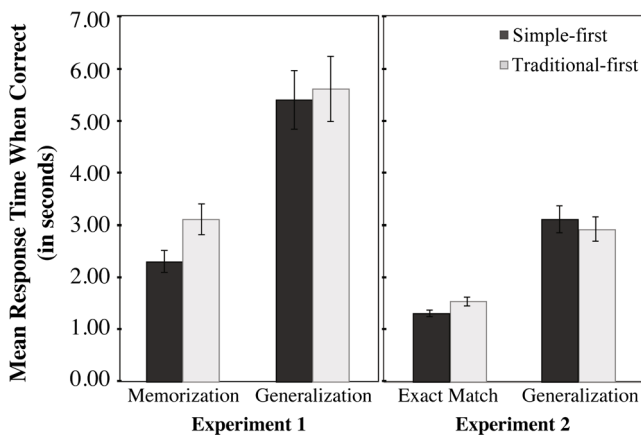 Mean Response Time When Correct
(in seconds)
7.00
6.00
5.00
4.00
3.00
2.00
1.00
0.00
Simple-first
Traditional-first
Memorization Generalization Exact Match Generalization
Experiment 1 Experiment 2